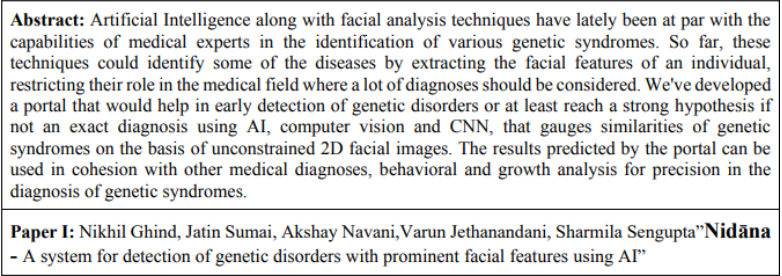 Abstract: Artificial Intelligence along with facial analysis techniques have lately been at par with the
capabilities of medical experts in the identification of various genetic syndromes. So far, these
techniques could identify some of the diseases by extracting the facial features of an individual,
restricting their role in the medical field where a lot of diagnoses should be considered. We've developed
a portal that would help in early detection of genetic disorders or at least reach a strong hypothesis if
not an exact diagnosis using AI, computer vision and CNN, that gauges similarities of genetic
syndromes on the basis of unconstrained 2D facial images. The results predicted by the portal can be
used in cohesion with other medical diagnoses, behavioral and growth analysis for precision in the
diagnosis of genetic syndromes.
Paper I: Nikhil Ghind, Jatin Sumai, Akshay Navani,Varun Jethanandani, Sharmila Sengupta”Nidāna
- A system for detection of genetic disorders with prominent facial features using AI”